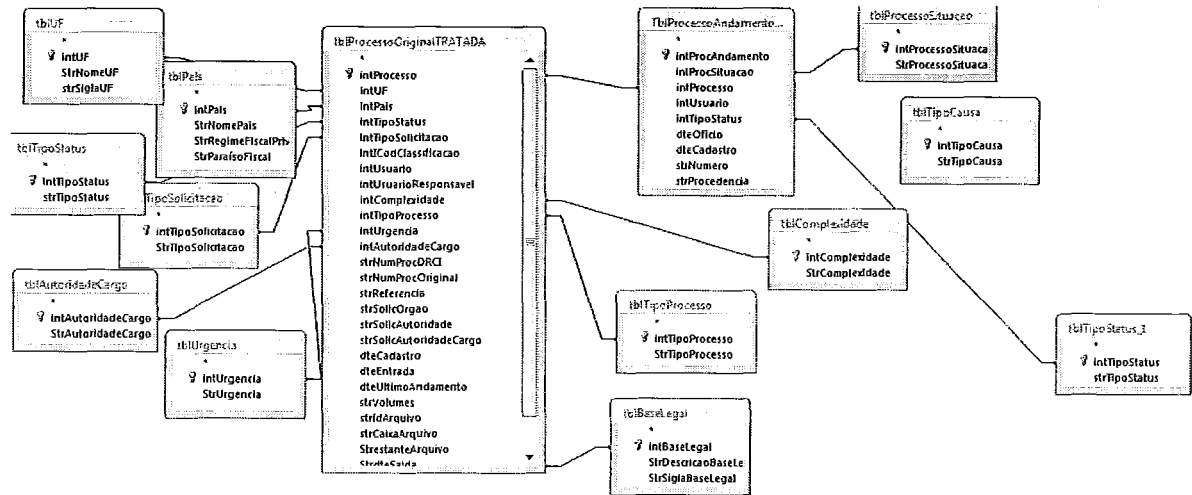 tblUF
*
intUF
StrNomeUF
strSiglaUF
tblPais
*
intPais
StrNomePais
StrRegimeFiscalPriv
StrParaisoFiscal
tblTipoStatus
*
intTipoStatus
strTipoStatus
TipoSolicitacao
*
intTipoSolicitacao
StrTipoSolicitacao
tblAutoridadeCargo
*
intAutoridadeCargo
StrAutoridadeCargo
tblUrgencia
*
intUrgencia
StrUrgencia
tblProcessoOriginalTRATADA
*
intProcesso
intUF
intPais
intTipoStatus
intTipoSolicitacao
intUsuario
intUsuarioResponsavel
intComplexidade
intTipoProcesso
intUrgencia
intAutoridadeCargo
strNumProcDRCI
strNumProcOriginal
strReferencia
strSolicOrgao
strSolicAutoridade
strSolicAutoridadeCargo
dteCadastro
dteEntrada
dteUltimoAndamento
strVolumes
strIdArquivo
strCaixaArquivo
StrestanteArquivo
StrdteSaida
TblProcessoAndamento...
*
intProcAndamento
intProcSituacao
intProcesso
intUsuario
intTipoStatus
dteOficio
dteCadastro
strNumero
strProcedencia
tblProcessoSituacao
*
intProcessoSituaca
StrProcessoSituaca
tblTipoCausa
*
intTipoCausa
StrTipoCausa
tblComplexidade
*
intComplexidade
StrComplexidade
tblTipoProcesso
*
intTipoProcesso
StrTipoProcesso
tblTipoStatus_1
*
intTipoStatus
strTipoStatus
tblBaseLegal
*
intBaseLegal
StrDescricaoBaseLe
StrSiglaBaseLegal